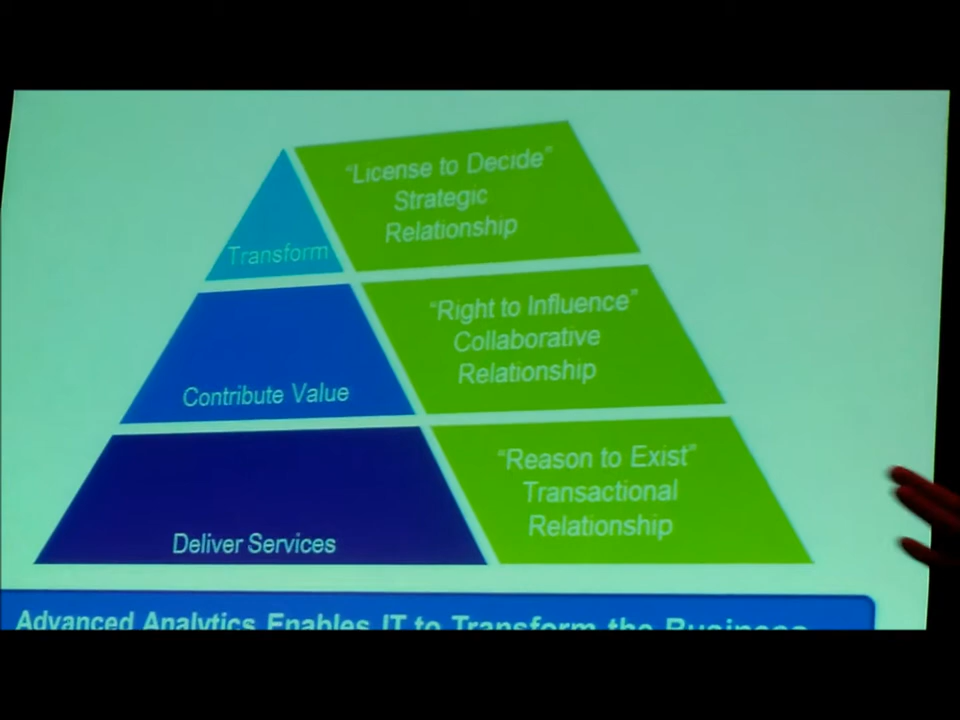 "License to Decide"
Strategic
Relationship
Transform
"Right to Influence"
Collaborative
Relationship
Contribute Value
"Reason to Exist"
Transactional
Relationship
Deliver Services
Advanced Analytics Enables IT to Transform the Business